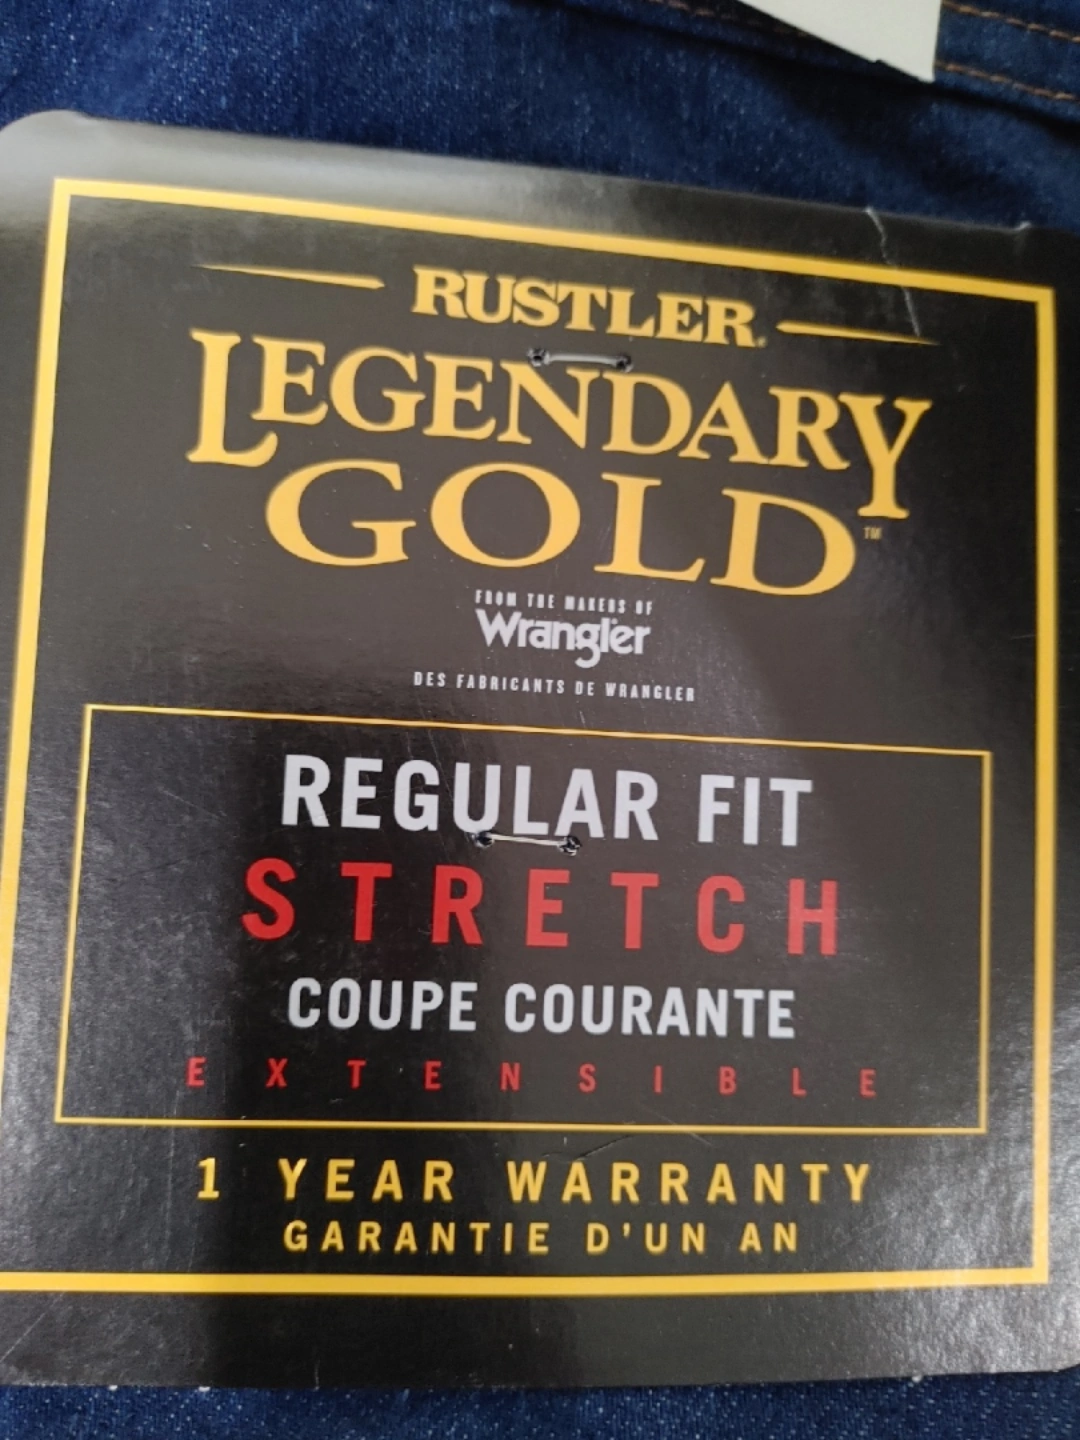 RUSTLER.
LEGENDARY
GOLD™
FROM THE MAKERS OF
Wrangler
DES FABRICANTS DE WRANGLER
REGULAR FIT
STRETCH
COUPE COURANTE
EXTENSIBLE
1 YEAR WARRANTY
GARANTIE D'UN AN